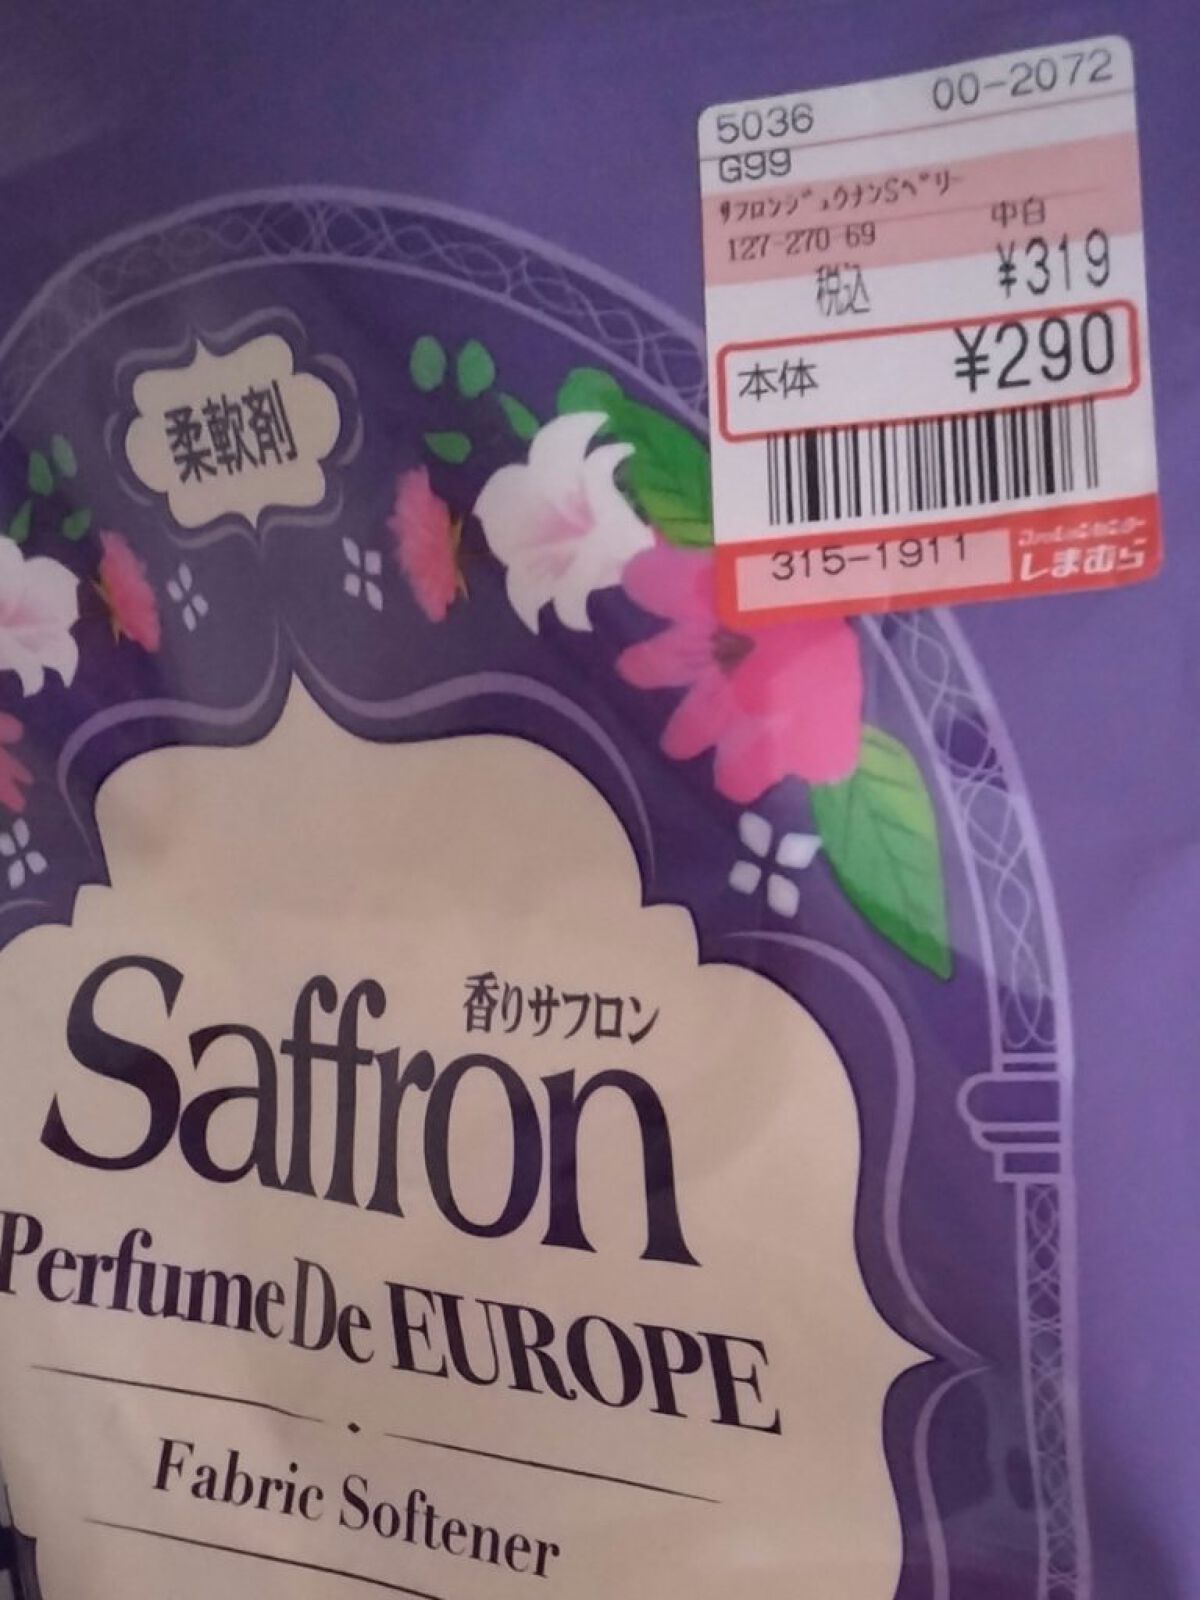 5036 00-2072
G99
サフロンジュウナンSペリー
127-270-69 中白
税込 ¥319
本体 ¥290
315-1911
しまむら
柔軟剤
香りサフロン
Saffron
Perfume De EUROPE
Fabric Softener